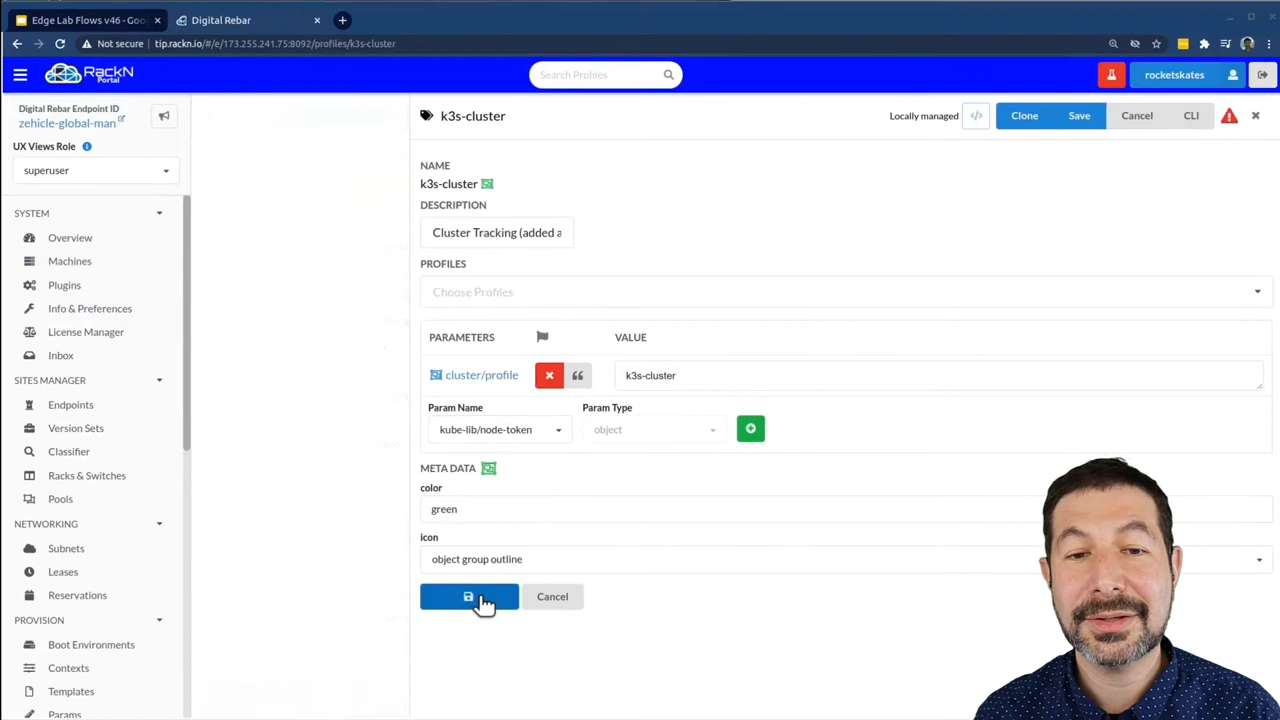 Edge Lab Flows v46 - Goo
Digital Rebar
Not secure
tip.rackn.io/#/e/173.255.241.75:8092/profiles/k3s-cluster
RackN
Portal
Search Profiles
rocketskates
Digital Rebar Endpoint ID
zehicle-global-man
UX Views Role
superuser
SYSTEM
Overview
Machines
Plugins
Info & Preferences
License Manager
Inbox
SITES MANAGER
Endpoints
Version Sets
Classifier
Racks & Switches
Pools
NETWORKING
Subnets
Leases
Reservations
PROVISION
Boot Environments
Contexts
Templates
Params
k3s-cluster
Locally managed
Clone
Save
Cancel
CLI
NAME
k3s-cluster
DESCRIPTION
Cluster Tracking (added a
PROFILES
Choose Profiles
PARAMETERS VALUE
cluster/profile k3s-cluster
Param Name Param Type
kube-lib/node-token object
META DATA
color
green
icon
object group outline
Cancel